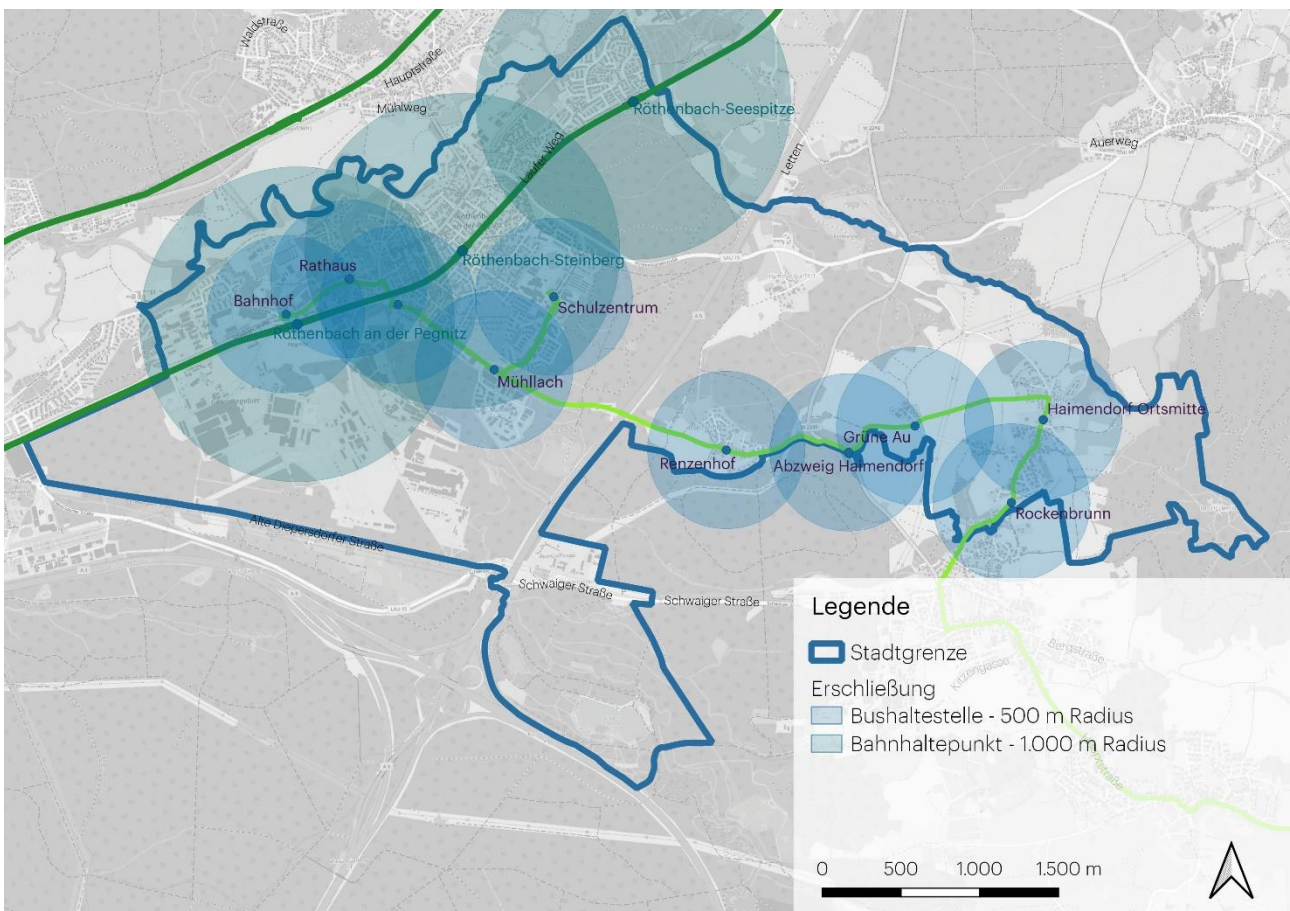 Waldstraße
Hauptstraße
Mühlweg
B 14
Röthenbach-Seespitze
Laufer Weg
Letten
Auerweg
Rathaus
Röthenbach-Steinberg
Bahnhof
Schulzentrum
Röthenbach an der Pegnitz
Mühllach
Haimendorf Ortsmitte
Grüne Au
Renzenhof
Abzweig Haimendorf
Rockenbrunn
Alte Diepersdorfer Straße
Schwaiger Straße
Schwaiger Straße
Legende
Stadtgrenze
Bergstraße
Kitzengasse
Erschließung
Bushaltestelle - 500 m Radius
Bahnhaltepunkt - 1.000 m Radius
0 500 1.000 1.500 m